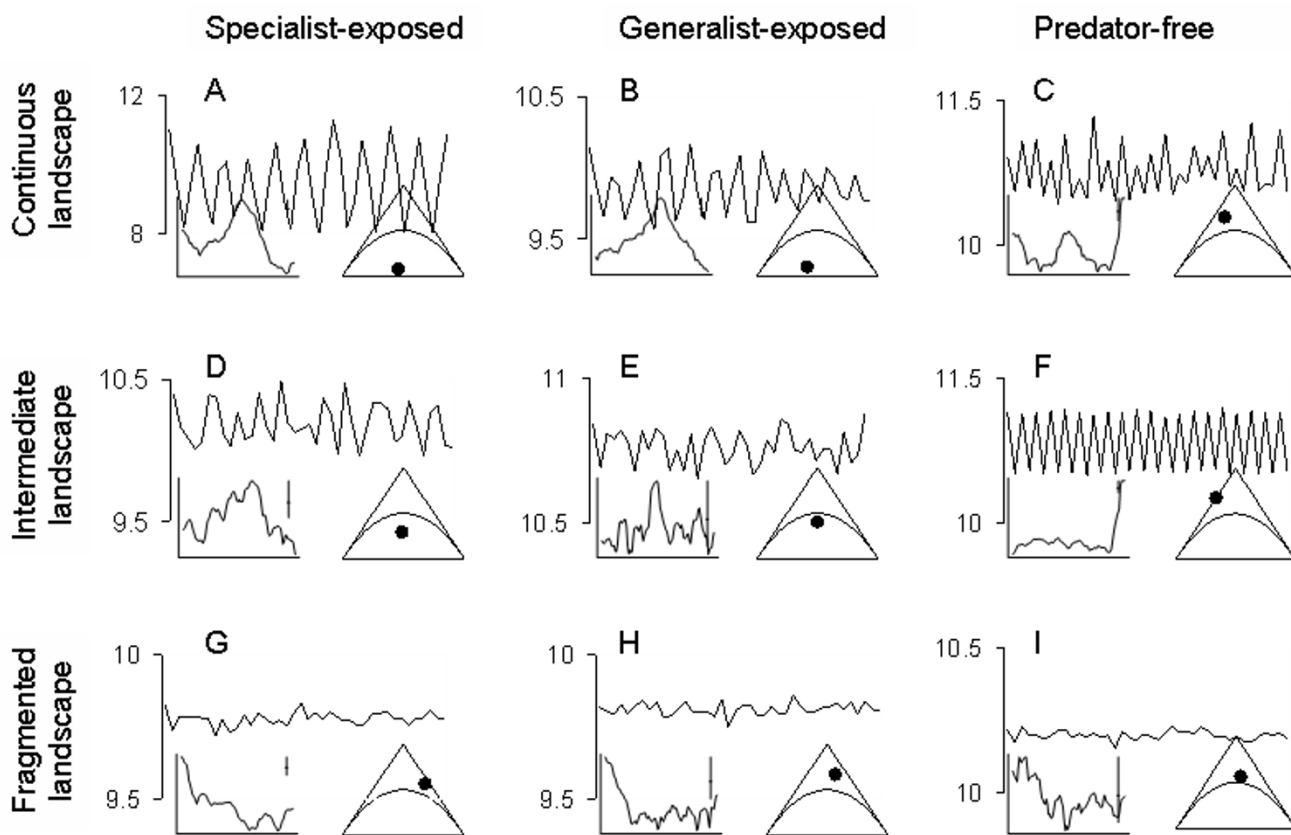 Specialist-exposed Generalist-exposed Predator-free
Continuous
landscape
A B C
12 10.5 11.5
8 9.5 10
Intermediate
landscape
D E F
10.5 11 11.5
9.5 10.5 10
Fragmented
landscape
G H I
10 10 10.5
9.5 9.5 10